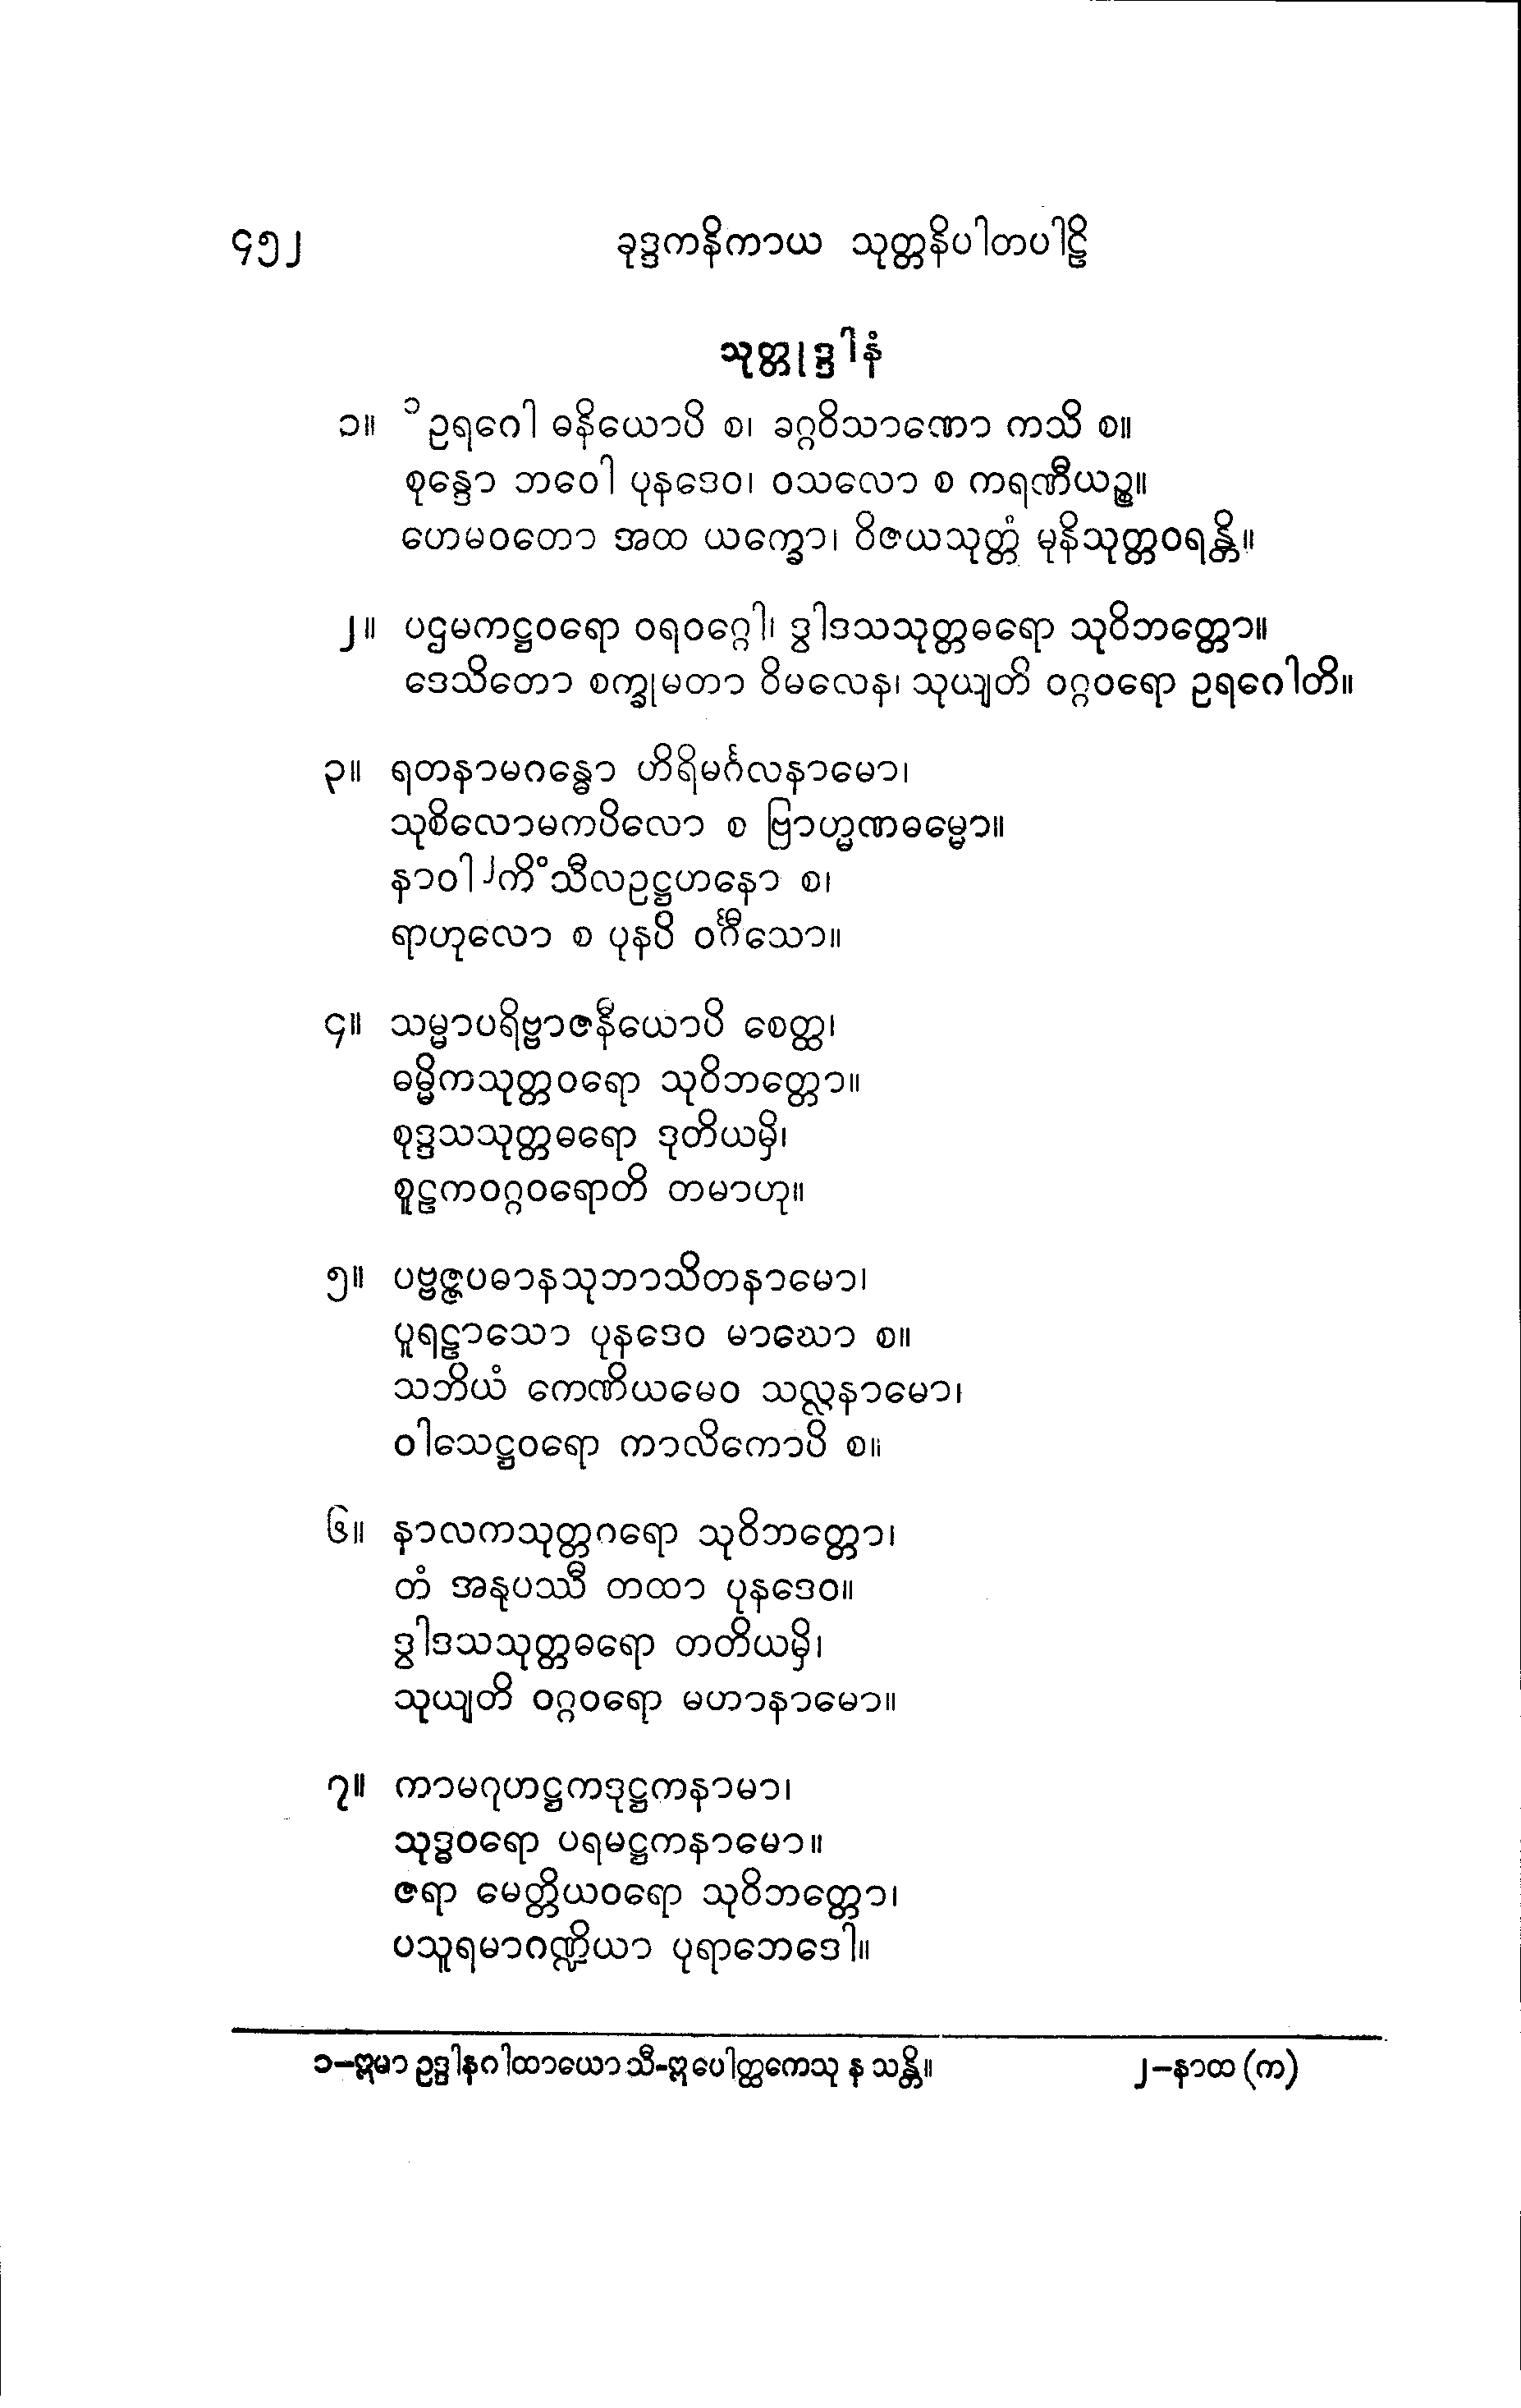 ၄၅၂ ခုဒ္ဒကနိကာယ သုတ္တနိပါတပါဠိ
သုတ္တုဒ္ဒါနံ
၁။ ၁ဥရဂေါ ဓနိယောပိ စ၊ ခဂ္ဂဝိသာဏော ကသိ စ။
စုန္ဒော ဘဝေါ ပုနဒေဝ၊ ဝသလော စ ကရဏီယဉ္စ။
ဟေမဝတော အထ ယက္ခော၊ ဝိဇယသုတ္တံ မုနိသုတ္တဝရန္တိ။
၂။ ပဌမကဋ္ဌဝရော ဝရဝဂ္ဂေါ၊ ဒွါဒသသုတ္တဓရော သုဝိဘတ္တော။
ဒေသိတော စက္ခုမတာ ဝိမလေန၊ သုယျတိ ဝဂ္ဂဝရော ဥရဂေါတိ။
၃။ ရတနာမဂန္ဓော ဟိရိမင်္ဂလနာမော၊
သုစိလောမကပိလော စ ဗြာဟ္မဏဓမ္မော။
နာဝါ၂ကိံသီလဥဋ္ဌဟနော စ၊
ရာဟုလော စ ပုနပိ ဝင်္ဂီသော။
၄။ သမ္မာပရိဗ္ဗာဇနီယောပိ စေတ္ထ၊
ဓမ္မိကသုတ္တဝရော သုဝိဘတ္တော။
စုဒ္ဒသသုတ္တဓရော ဒုတိယမှိ၊
စူဠကဝဂ္ဂဝရောတိ တမာဟု။
၅။ ပဗ္ဗဇ္ဇပဓာနသုဘာသိတနာမော၊
ပူရဠာသော ပုနဒေဝ မာဃော စ။
သဘိယံ ကေဏိယမေဝ သလ္လနာမော၊
ဝါသေဋ္ဌဝရော ကာလိကောပိ စ။
၆။ နာလကသုတ္တဂရော သုဝိဘတ္တော၊
တံ အနုပဿီ တထာ ပုနဒေဝ။
ဒွါဒသသုတ္တဓရော တတိယမှိ၊
သုယျတိ ဝဂ္ဂဝရော မဟာနာမော။
၇။ ကာမဂုဟဋ္ဌကဒုဋ္ဌကနာမာ၊
သုဒ္ဓဝရော ပရမဋ္ဌကနာမော။
ဇရာ မေတ္တိယဝရော သုဝိဘတ္တော၊
ပသူရမာဂဏ္ဍိယာ ပုရာဘေဒေါ။
၁−ဣမာ ဥဒ္ဒါနဂါထာယော သီ-ဣပေါတ္ထကေသု န သန္တိ။ ၂−နာထ (က)